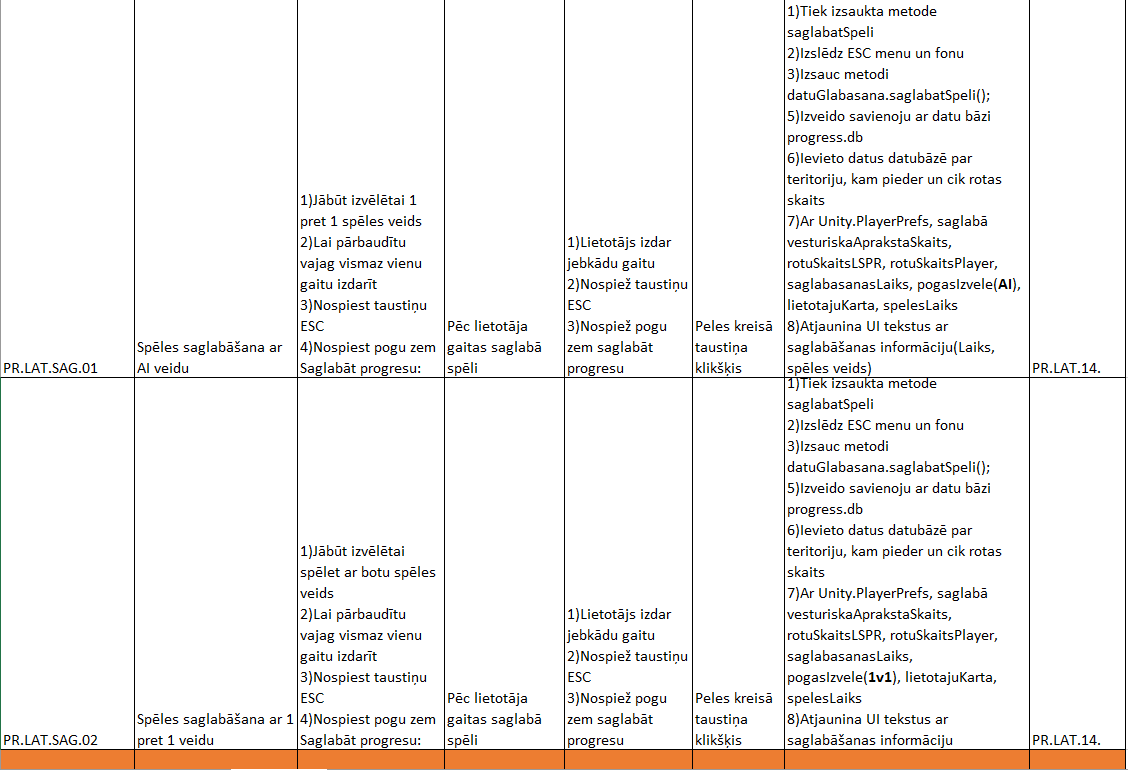 PR.LAT.SAG.01
Spēles saglabāšana ar
AI veidu
1)Jābūt izvēlētai 1
pret 1 spēles veids
2)Lai pārbaudītu
vajag vismaz vienu
gaitu izdarīt
3)Nospiest taustiņu
ESC
4)Nospiest pogu zem
Saglabāt progresu:
Pēc lietotāja
gaitas saglabā
spēli
1)Lietotājs izdar
jebkādu gaitu
2)Nospiež taustiņu
ESC
3)Nospiež pogu
zem saglabāt
progresu
Peles kreisā
taustiņa
klikšķis
1)Tiek izsaukta metode
saglabatSpeli
2)Izslēdz ESC menu un fonu
3)Izsauc metodi
datuGlabasana.saglabatSpeli();
5)Izveido savienoju ar datu bāzi
progress.db
6)Ievieto datus datubāzē par
teritoriju, kam pieder un cik rotas
skaits
7)Ar Unity.PlayerPrefs, saglabā
vesturiskaAprakstaSkaits,
rotuSkaitsLSPR, rotuSkaitsPlayer,
saglabasanasLaiks, pogasIzvele(AI),
lietotajuKarta, spelesLaiks
8)Atjaunina UI tekstus ar
saglabāšanas informāciju(Laiks,
spēles veids)
PR.LAT.14.
PR.LAT.SAG.02
Spēles saglabāšana ar 1
pret 1 veidu
1)Jābūt izvēlētai
spēlet ar botu spēles
veids
2)Lai pārbaudītu
vajag vismaz vienu
gaitu izdarīt
3)Nospiest taustiņu
ESC
4)Nospiest pogu zem
Saglabāt progresu:
Pēc lietotāja
gaitas saglabā
spēli
1)Lietotājs izdar
jebkādu gaitu
2)Nospiež taustiņu
ESC
3)Nospiež pogu
zem saglabāt
progresu
Peles kreisā
taustiņa
klikšķis
1)Tiek izsaukta metode
saglabatSpeli
2)Izslēdz ESC menu un fonu
3)Izsauc metodi
datuGlabasana.saglabatSpeli();
5)Izveido savienoju ar datu bāzi
progress.db
6)Ievieto datus datubāzē par
teritoriju, kam pieder un cik rotas
skaits
7)Ar Unity.PlayerPrefs, saglabā
vesturiskaAprakstaSkaits,
rotuSkaitsLSPR, rotuSkaitsPlayer,
saglabasanasLaiks,
pogasIzvele(1v1), lietotajuKarta,
spelesLaiks
8)Atjaunina UI tekstus ar
saglabāšanas informāciju
PR.LAT.14.